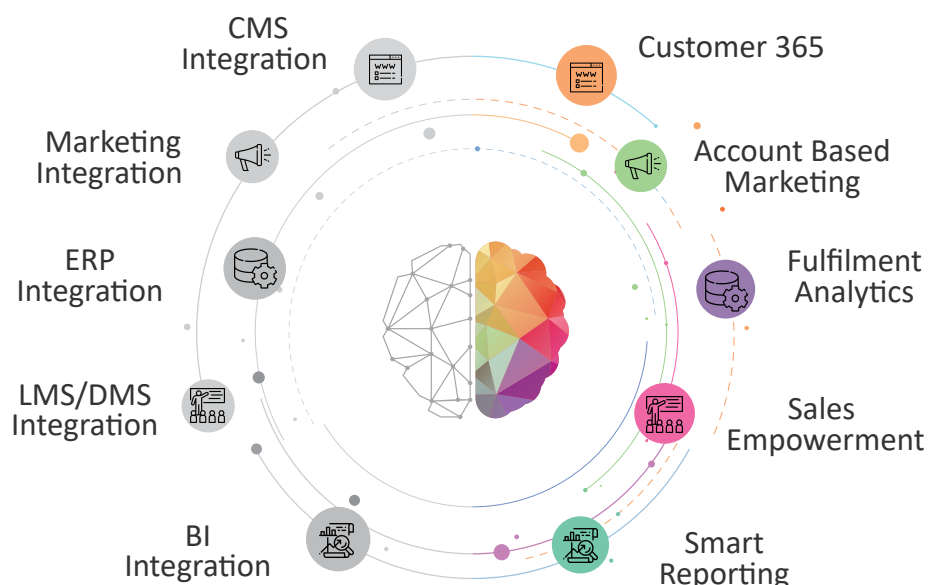 CMS
Integration
Customer 365
Marketing
Integration
Account Based
Marketing
ERP
Integration
Fulfilment
Analytics
LMS/DMS
Integration
Sales
Empowerment
BI
Integration
Smart
Reporting
WWW
WWW